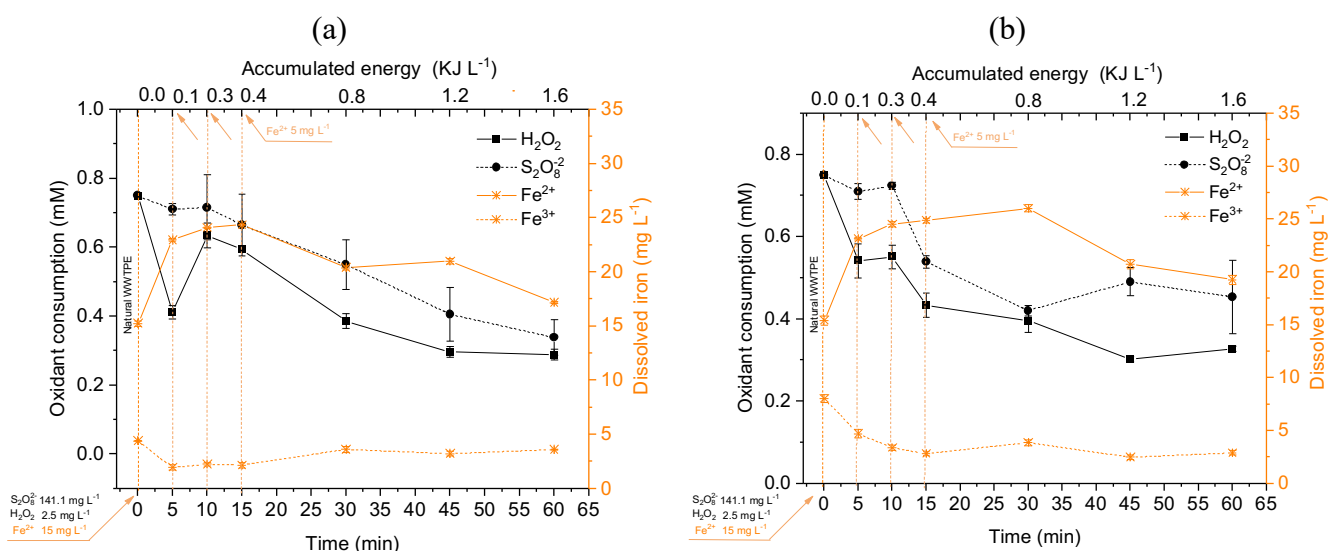 (a)
Accumulated energy (KJ L⁻¹)
0.0 0.1 0.3 0.4 0.8 1.2 1.6
Fe²⁺ 5 mg L⁻¹
H₂O₂
S₂O₈⁻²
Fe²⁺
Fe³⁺
1.0
0.8
0.6
0.4
0.2
0.0
Oxidant consumption (mM)
Natural WWTPE
35
30
25
20
15
10
5
0
Dissolved iron (mg L⁻¹)
0 5 10 15 20 25 30 35 40 45 50 55 60 65
Time (min)
S₂O₈²⁻ 141.1 mg L⁻¹
H₂O₂ 2.5 mg L⁻¹
Fe²⁺ 15 mg L⁻¹
(b)
Accumulated energy (KJ L⁻¹)
0.0 0.1 0.3 0.4 0.8 1.2 1.6
Fe²⁺ 5 mg L⁻¹
H₂O₂
S₂O₈⁻²
Fe²⁺
Fe³⁺
0.8
0.6
0.4
0.2
0.0
Oxidant consumption (mM)
Natural WWTPE
35
30
25
20
15
10
5
0
Dissolved iron (mg L⁻¹)
0 5 10 15 20 25 30 35 40 45 50 55 60 65
Time (min)
S₂O₈²⁻ 141.1 mg L⁻¹
H₂O₂ 2.5 mg L⁻¹
Fe²⁺ 15 mg L⁻¹